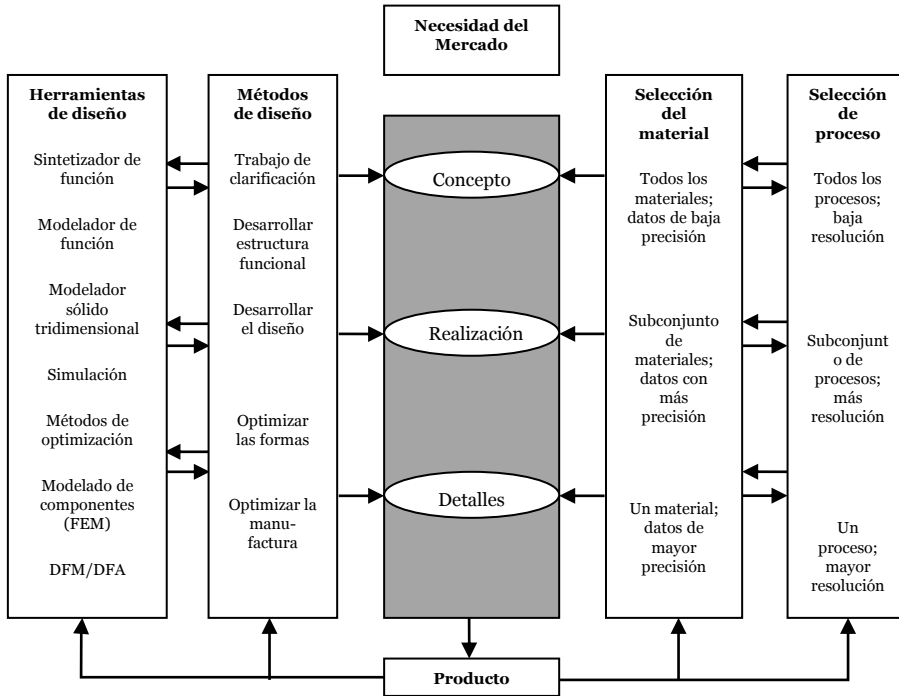 Necesidad del
Mercado
Herramientas
de diseño
Sintetizador de
función
Modelador de
función
Modelador
sólido
tridimensional
Simulación
Métodos de
optimización
Modelado de
componentes
(FEM)
DFM/DFA
Métodos
de diseño
Trabajo de
clarificación
Desarrollar
estructura
funcional
Desarrollar
el diseño
Optimizar
las formas
Optimizar la
manu-
factura
Concepto
Realización
Detalles
Selección
del
material
Todos los
materiales;
datos de baja
precisión
Subconjunto
de
materiales;
datos con
más
precisión
Un material;
datos de
mayor
precisión
Selección
de
proceso
Todos los
procesos;
baja
resolución
Subconjunt
o de
procesos;
más
resolución
Un
proceso;
mayor
resolución
Producto